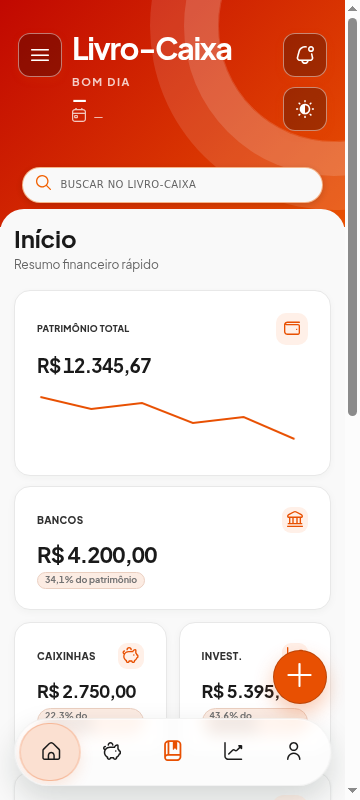 Livro-Caixa
BOM DIA
—
—
BUSCAR NO LIVRO-CAIXA
Início
Resumo financeiro rápido
PATRIMÔNIO TOTAL
R$ 12.345,67
BANCOS
R$ 4.200,00
34,1% do patrimônio
CAIXINHAS
INVEST.
R$ 2.750,00
R$ 5.395,
22,3% do
43,6% do